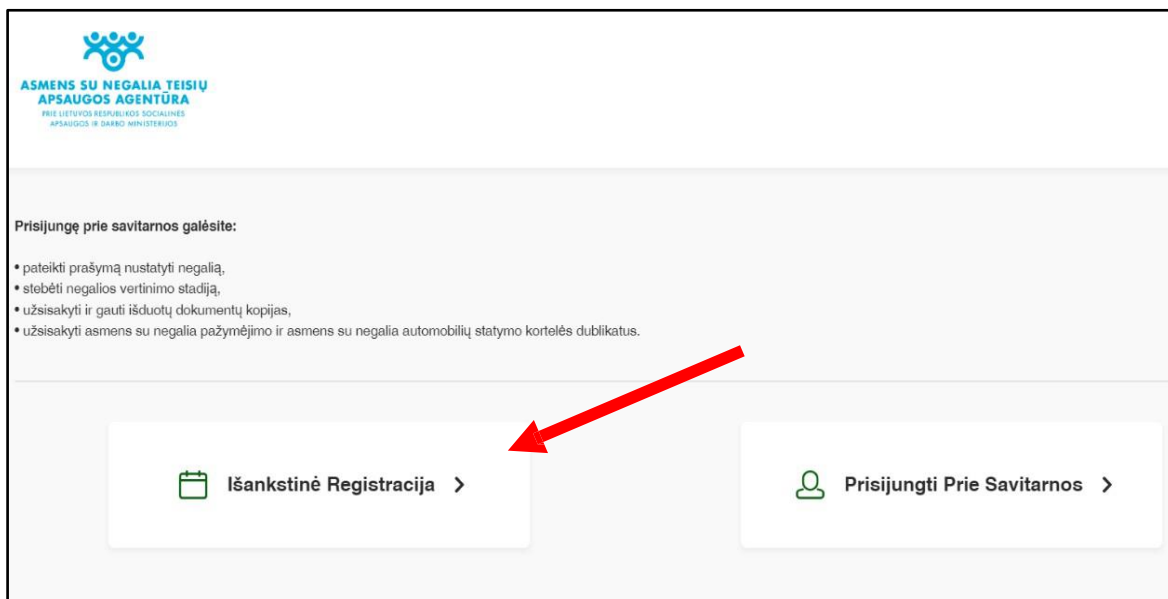 ASMENS SU NEGALIA TEISIŲ
APSAUGOS AGENTŪRA
PRIE LIETUVOS RESPUBLIKOS SOCIALINĖS
APSAUGOS IR DARBO MINISTERIJOS
Prisijungę prie savitarnos galėsite:
• pateikti prašymą nustatyti negalią,
• stebėti negalios vertinimo stadiją,
• užsisakyti ir gauti išduotų dokumentų kopijas,
• užsisakyti asmens su negalia pažymėjimo ir asmens su negalia automobilių statymo kortelės dublikatus.
Išankstinė Registracija
Prisijungti Prie Savitarnos